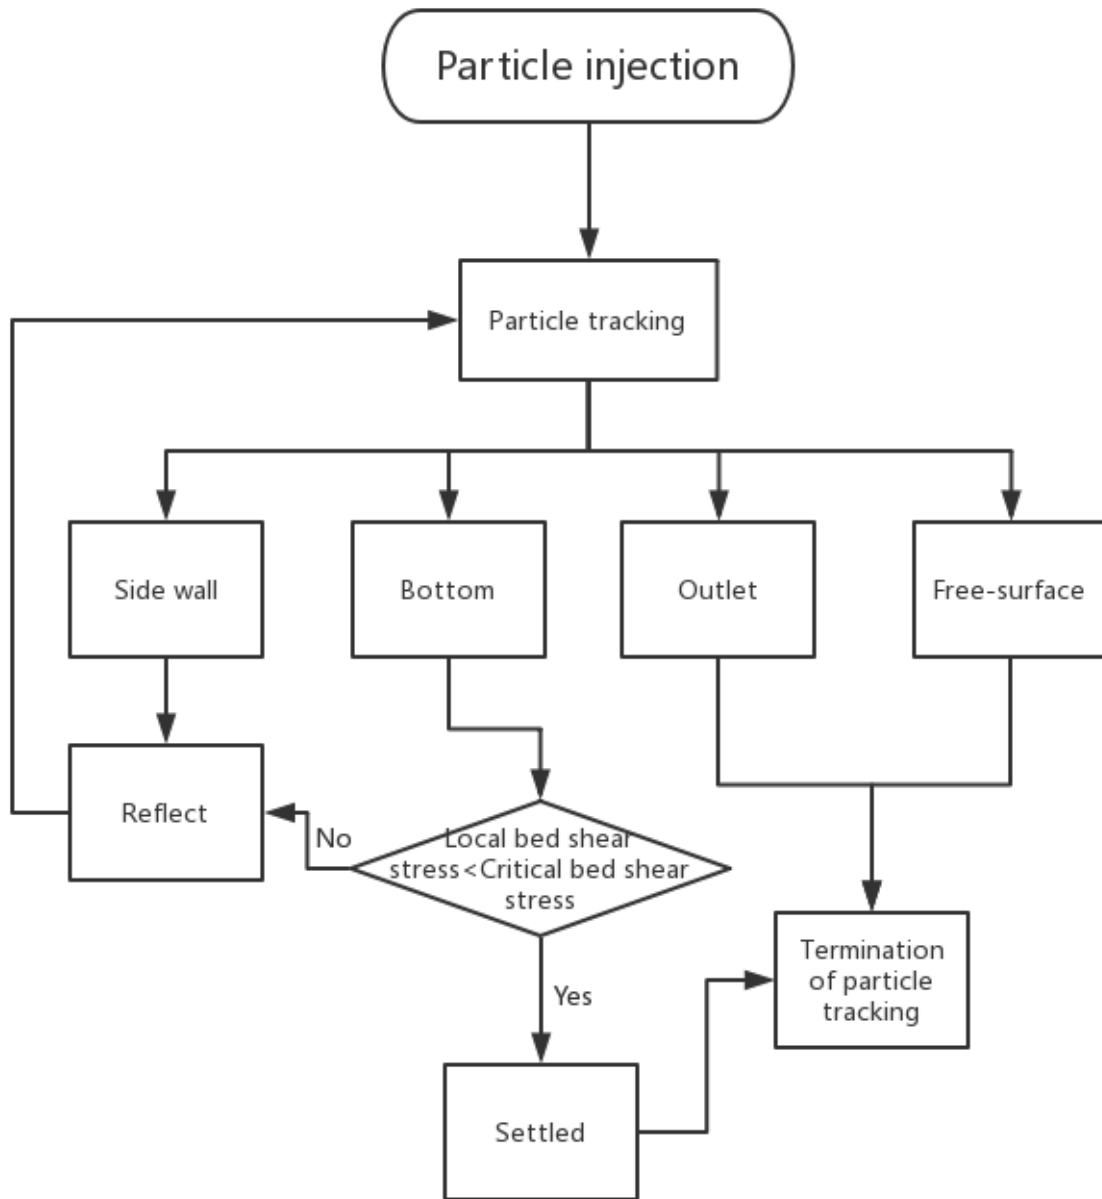 Particle injection
Particle tracking
Side wall
Bottom
Outlet
Free-surface
Reflect
No
Local bed shear
stress<Critical bed shear
stress
Termination
of particle
tracking
Yes
Settled